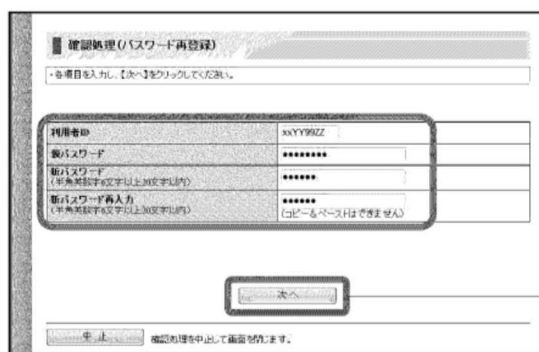 確認処理(パスワード再登録)
・各項目を入力し、【次へ】をクリックしてください。
利用者ID xxYY99ZZ
仮パスワード ●●●●●●●●
新パスワード ●●●●●●
(半角英数字6文字以上30文字以内)
新パスワード再入力 ●●●●●●
(半角英数字6文字以上30文字以内) (コピー&ペーストはできません)
次へ
中止 確認処理を中止して画面を閉じます。